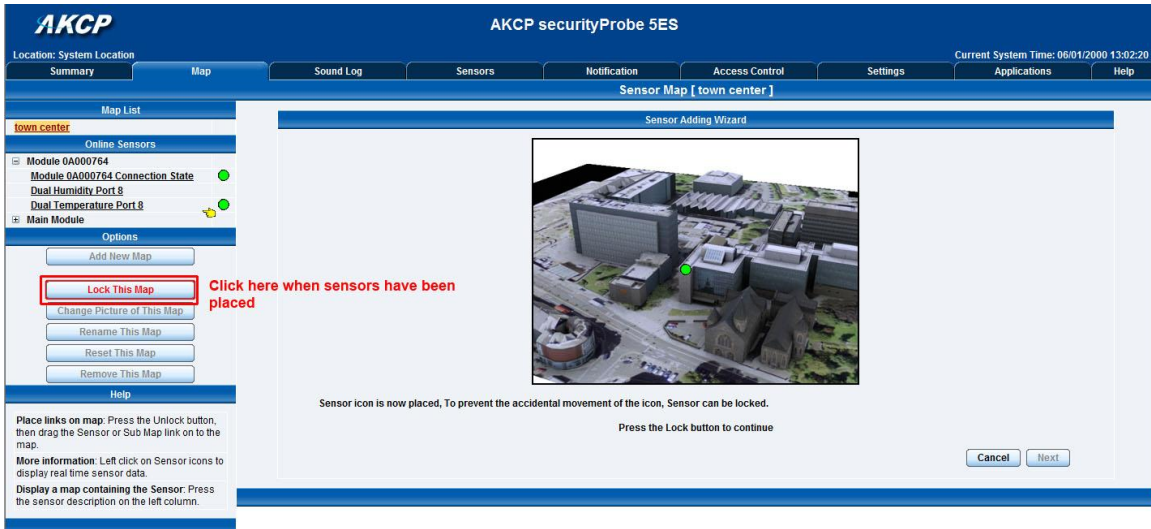 AKCP
AKCP securityProbe 5ES
Location: System Location
Current System Time: 06/01/2000 13:02:20
Summary Map Sound Log Sensors Notification Access Control Settings Applications Help
Sensor Map [ town center ]
Map List
town center
Online Sensors
Module 0A000764
Module 0A000764 Connection State
Dual Humidity Port 8
Dual Temperature Port 8
Main Module
Options
Add New Map
Lock This Map
Change Picture of This Map
Rename This Map
Reset This Map
Remove This Map
Help
Place links on map: Press the Unlock button,
then drag the Sensor or Sub Map link on to the
map.
More information: Left click on Sensor icons to
display real time sensor data.
Display a map containing the Sensor: Press
the sensor description on the left column.
Click here when sensors have been
placed
Sensor Adding Wizard
Sensor icon is now placed, To prevent the accidental movement of the icon, Sensor can be locked.
Press the Lock button to continue
Cancel Next